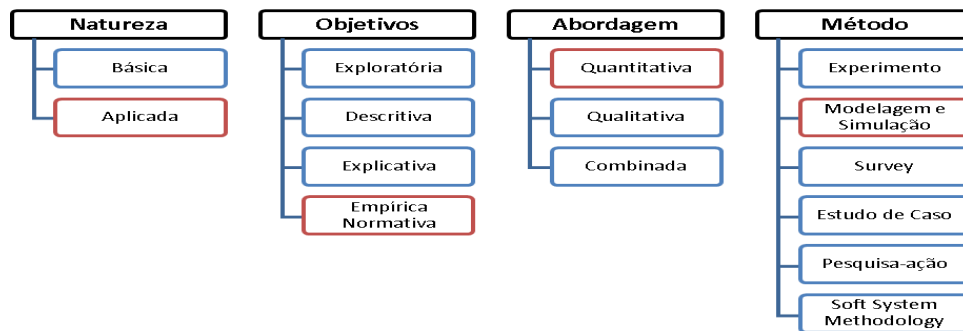 Natureza
Básica
Aplicada
Objetivos
Exploratória
Descritiva
Explicativa
Empírica
Normativa
Abordagem
Quantitativa
Qualitativa
Combinada
Método
Experimento
Modelagem e
Simulação
Survey
Estudo de Caso
Pesquisa-ação
Soft System
Methodology